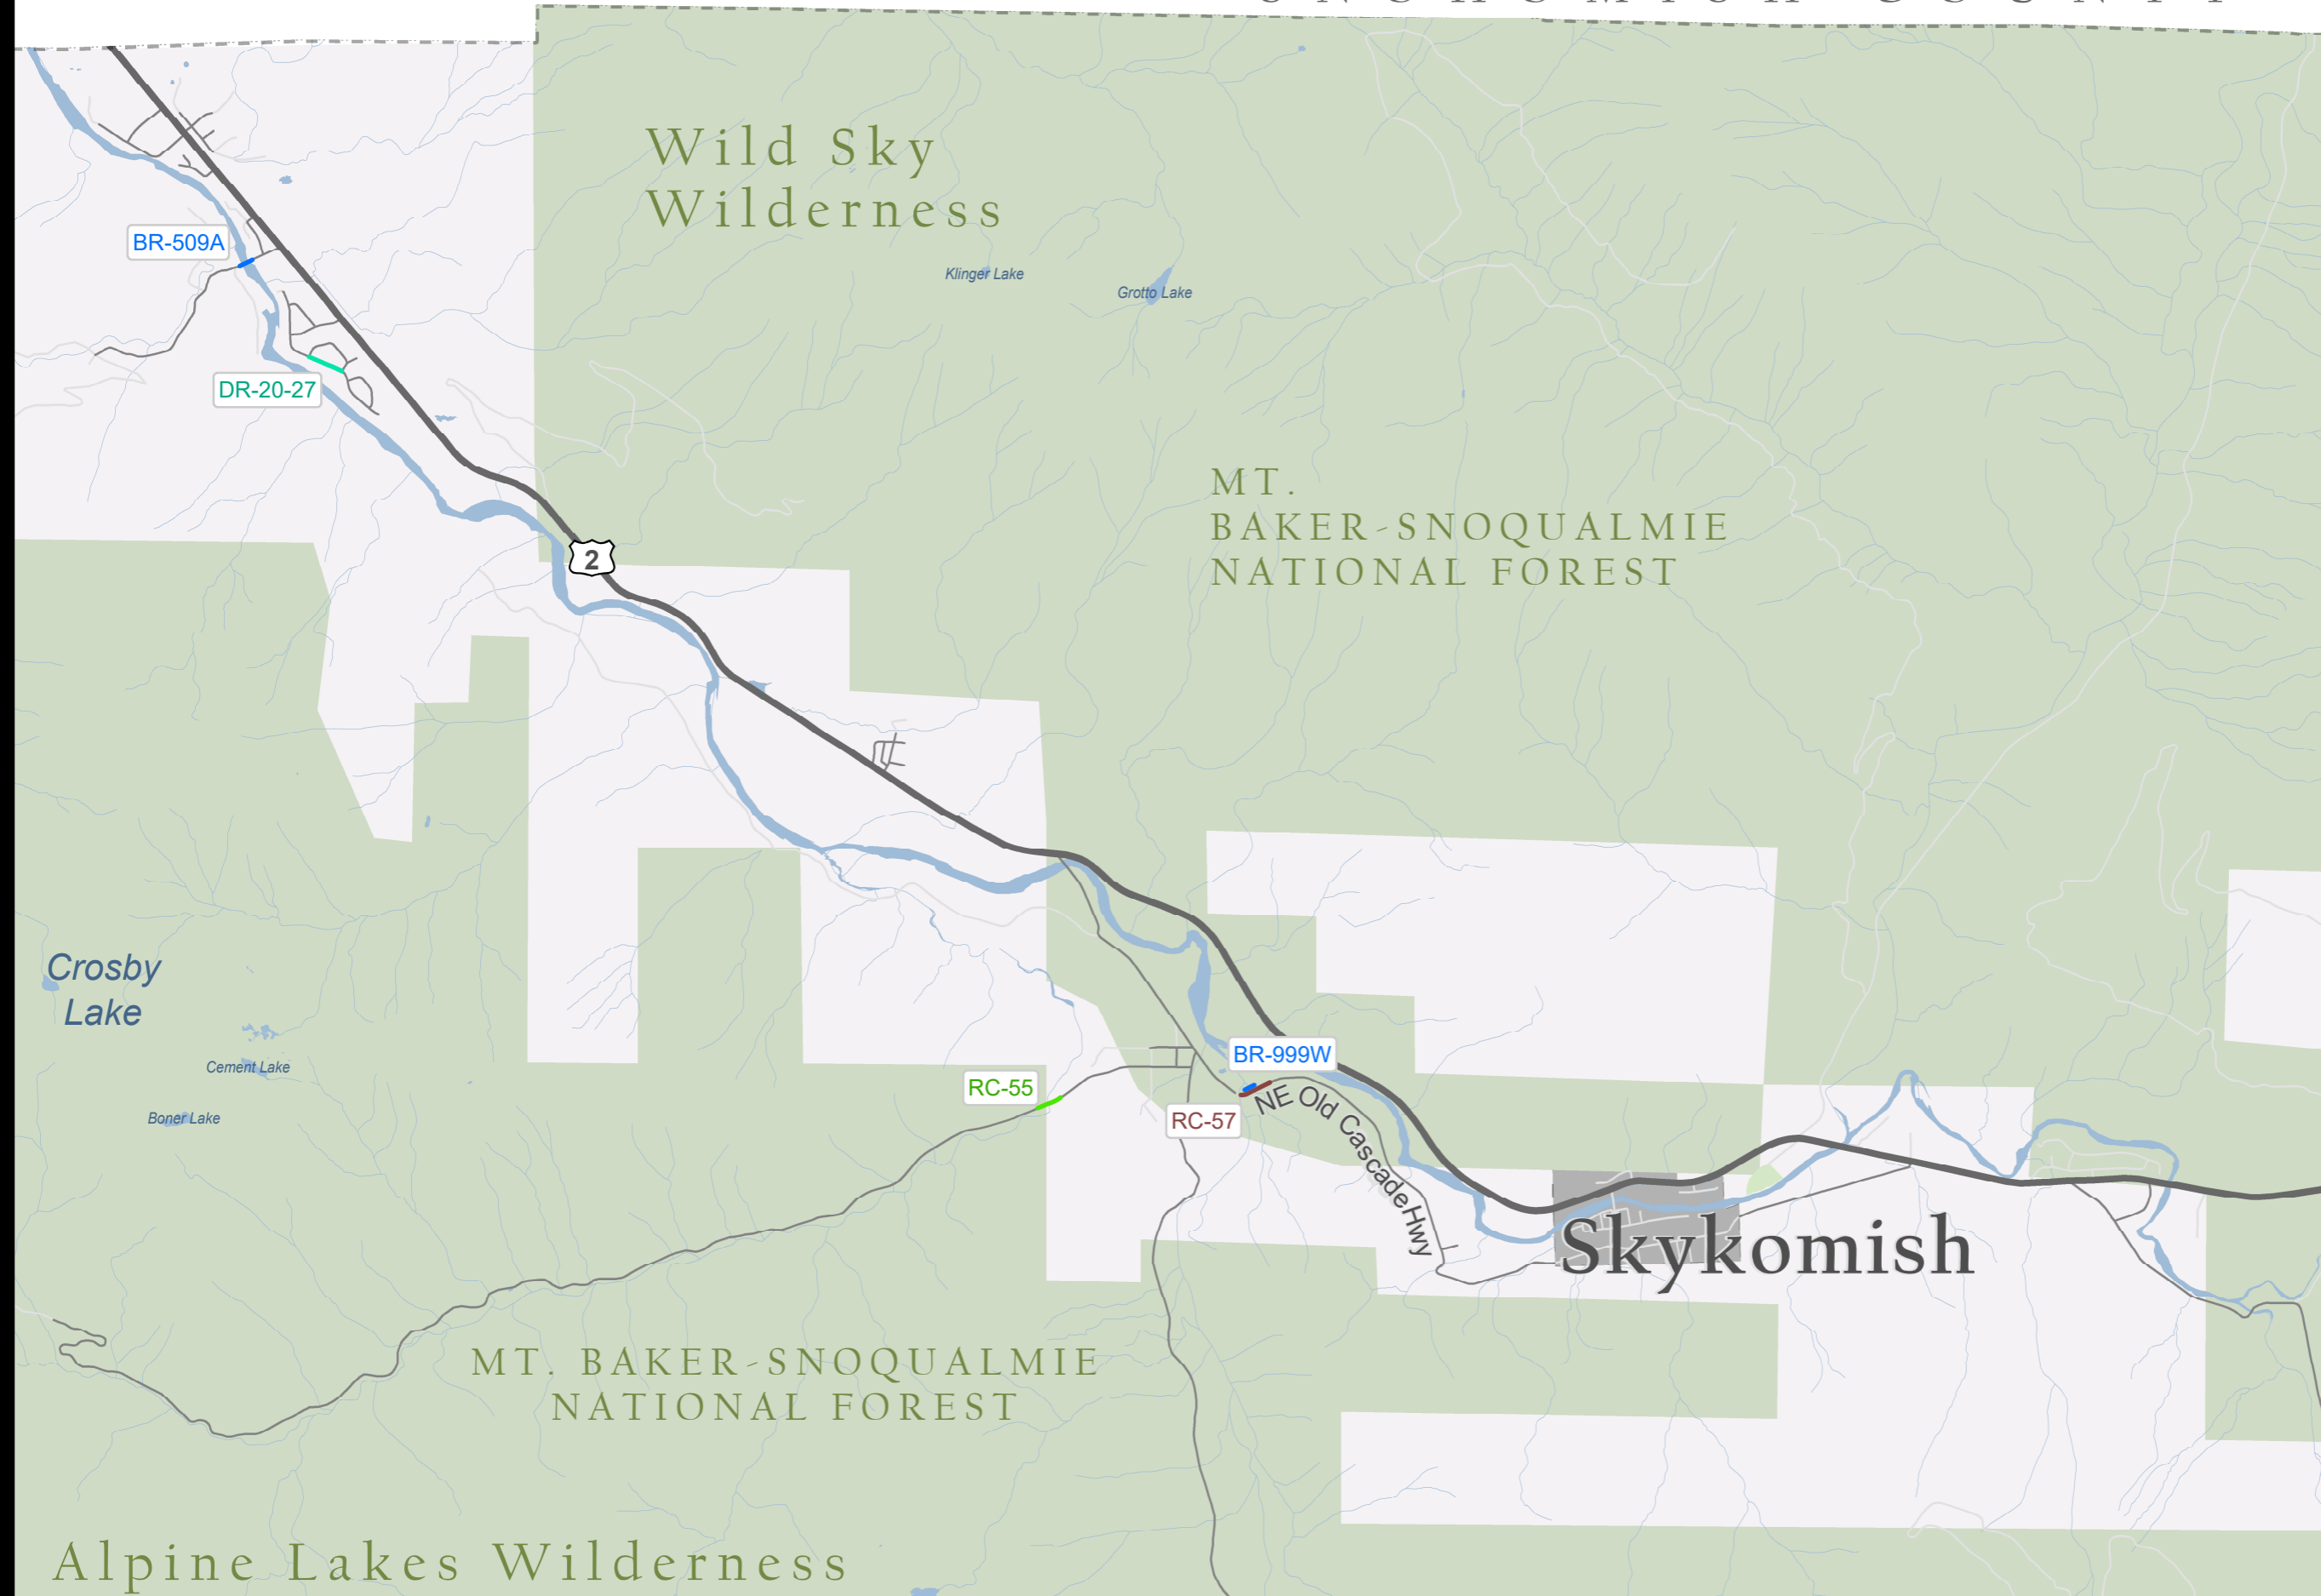 Wild Sky
Wilderness
BR-509A
Klinger Lake
Grotto Lake
DR-20-27
MT.
BAKER-SNOQUALMIE
NATIONAL FOREST
2
Crosby
Lake
Cement Lake
Boner Lake
BR-999W
RC-55
RC-57
NE Old Cascade Hwy
Skykomish
MT. BAKER-SNOQUALMIE
NATIONAL FOREST
Alpine Lakes Wilderness